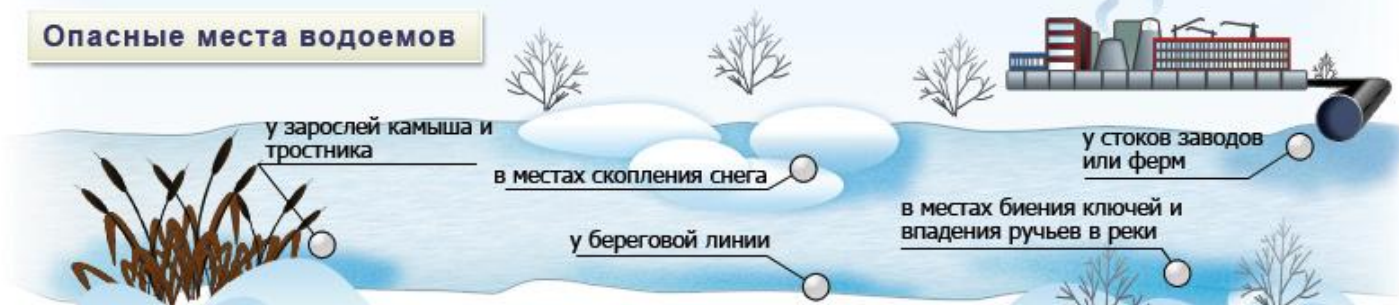 Опасные места водоемов
у зарослей камыша и
тростника
в местах скопления снега
у стоков заводов
или ферм
у береговой линии
в местах биения ключей и
впадения ручьев в реки